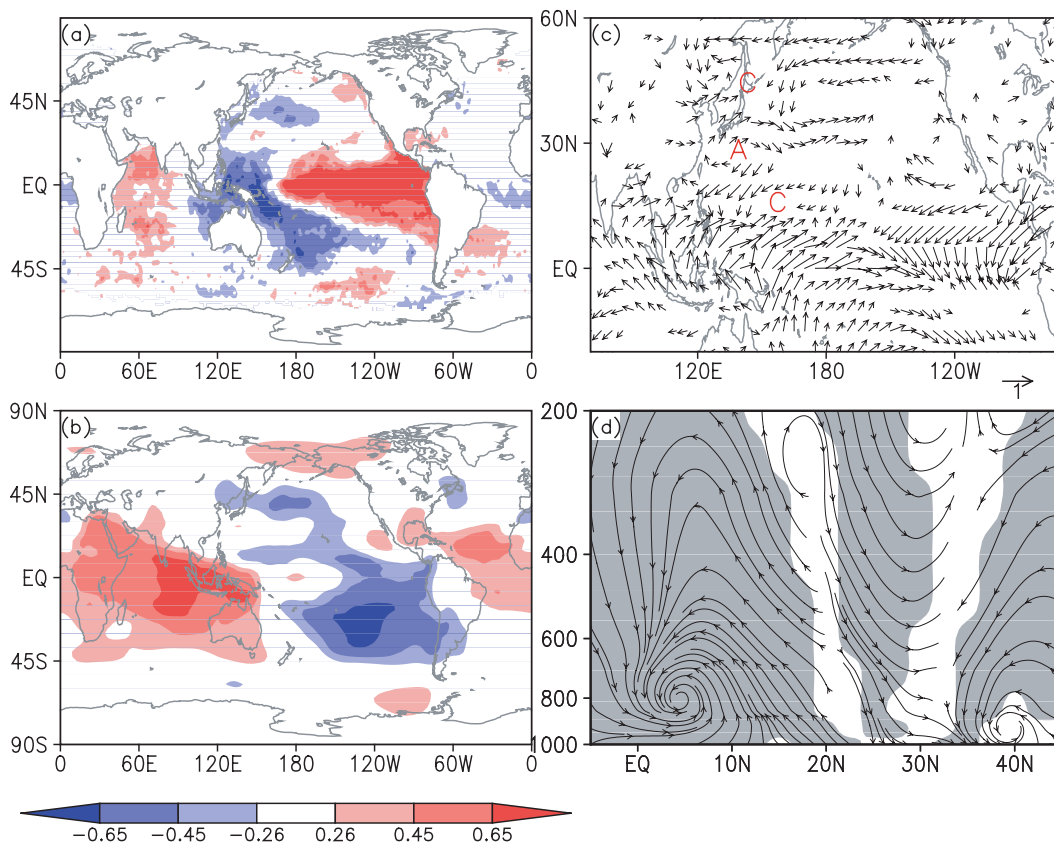 (a)
45N
EQ
45S
0 60E 120E 180 120W 60W 0
(c)
60N
30N
EQ
C
A
C
120E 180 120W
1
(b)
90N
45N
EQ
45S
90S
0 60E 120E 180 120W 60W 0
(d)
200
400
600
800
1000
EQ 10N 20N 30N 40N
-0.65 -0.45 -0.26 0.26 0.45 0.65